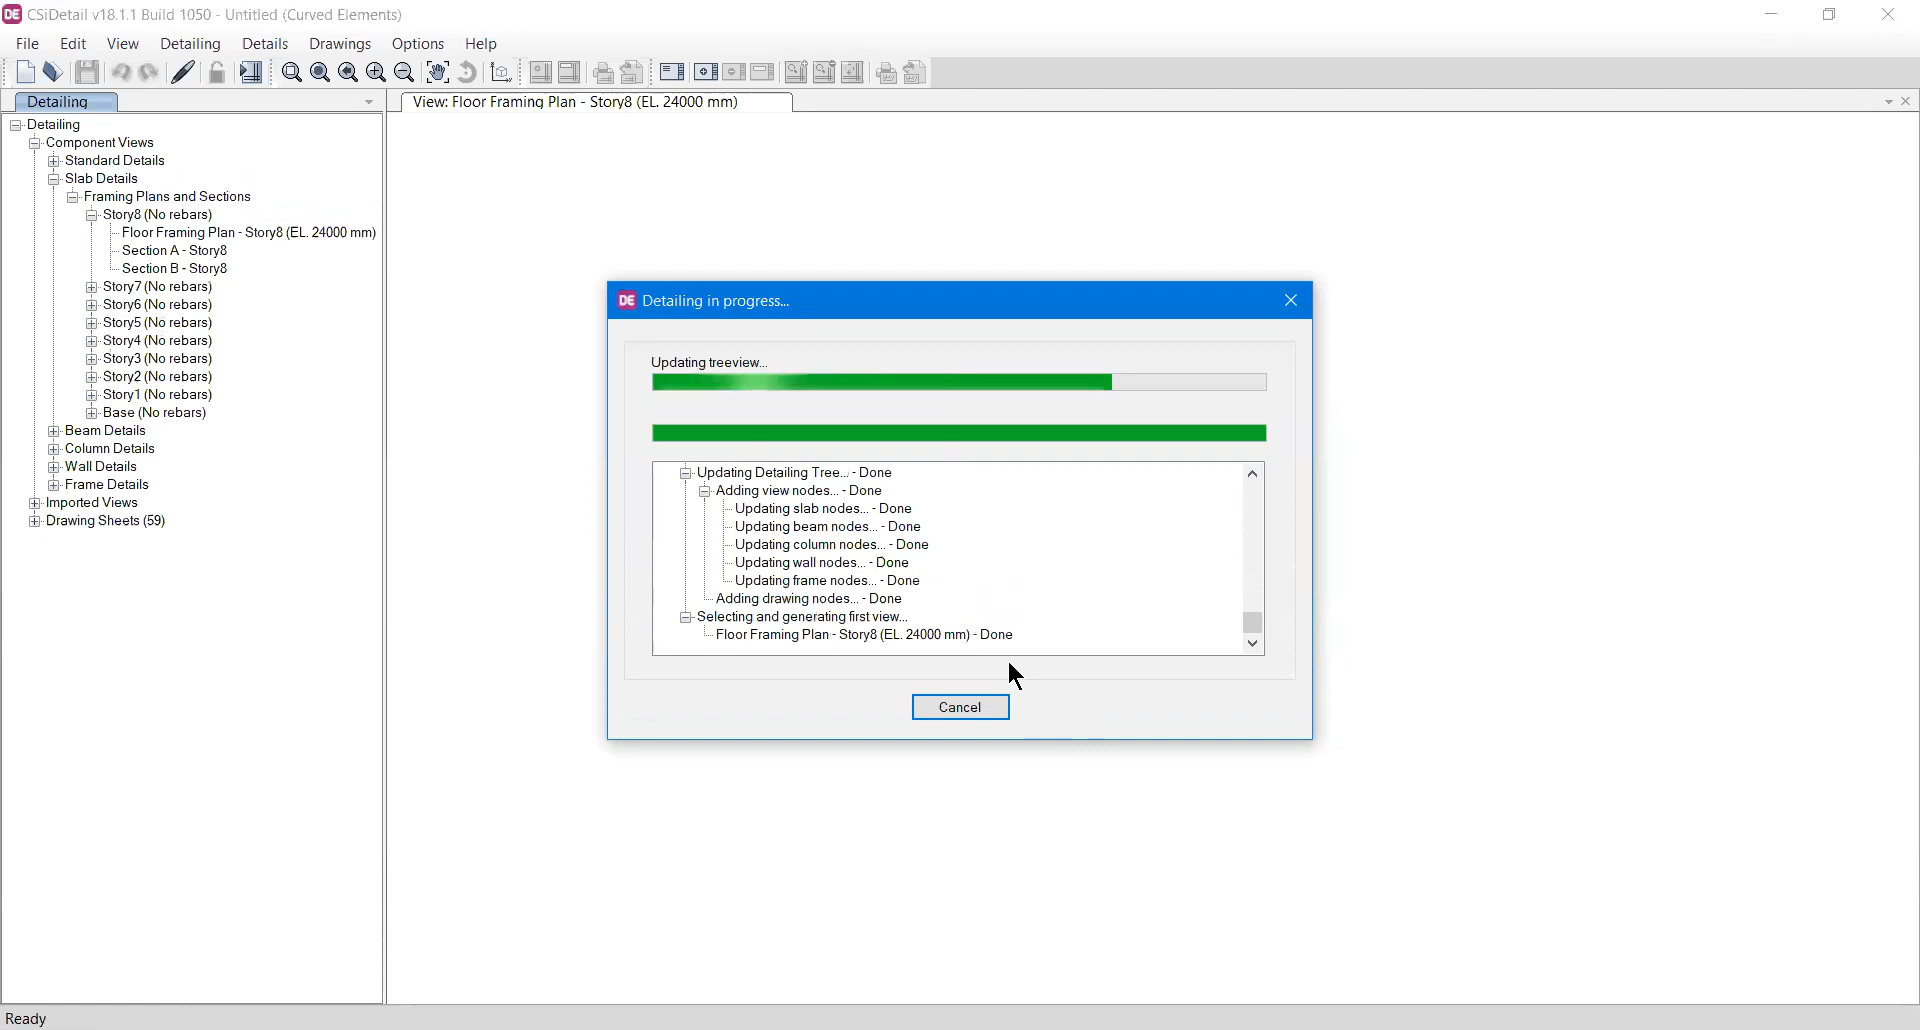 DE CSiDetail v18.1.1 Build 1050 - Untitled (Curved Elements)
File Edit View Detailing Details Drawings Options Help
Detailing
View: Floor Framing Plan - Story8 (EL. 24000 mm)
Detailing
Component Views
Standard Details
Slab Details
Framing Plans and Sections
Story8 (No rebars)
Floor Framing Plan - Story8 (EL. 24000 mm)
Section A - Story8
Section B - Story8
Story7 (No rebars)
Story6 (No rebars)
Story5 (No rebars)
Story4 (No rebars)
Story3 (No rebars)
Story2 (No rebars)
Story1 (No rebars)
Base (No rebars)
Beam Details
Column Details
Wall Details
Frame Details
Imported Views
Drawing Sheets (59)
DE Detailing in progress...
Updating treeview...
Updating Detailing Tree... - Done
Adding view nodes... - Done
Updating slab nodes... - Done
Updating beam nodes... - Done
Updating column nodes... - Done
Updating wall nodes... - Done
Updating frame nodes... - Done
Adding drawing nodes... - Done
Selecting and generating first view...
Floor Framing Plan - Story8 (EL. 24000 mm) - Done
Cancel
Ready